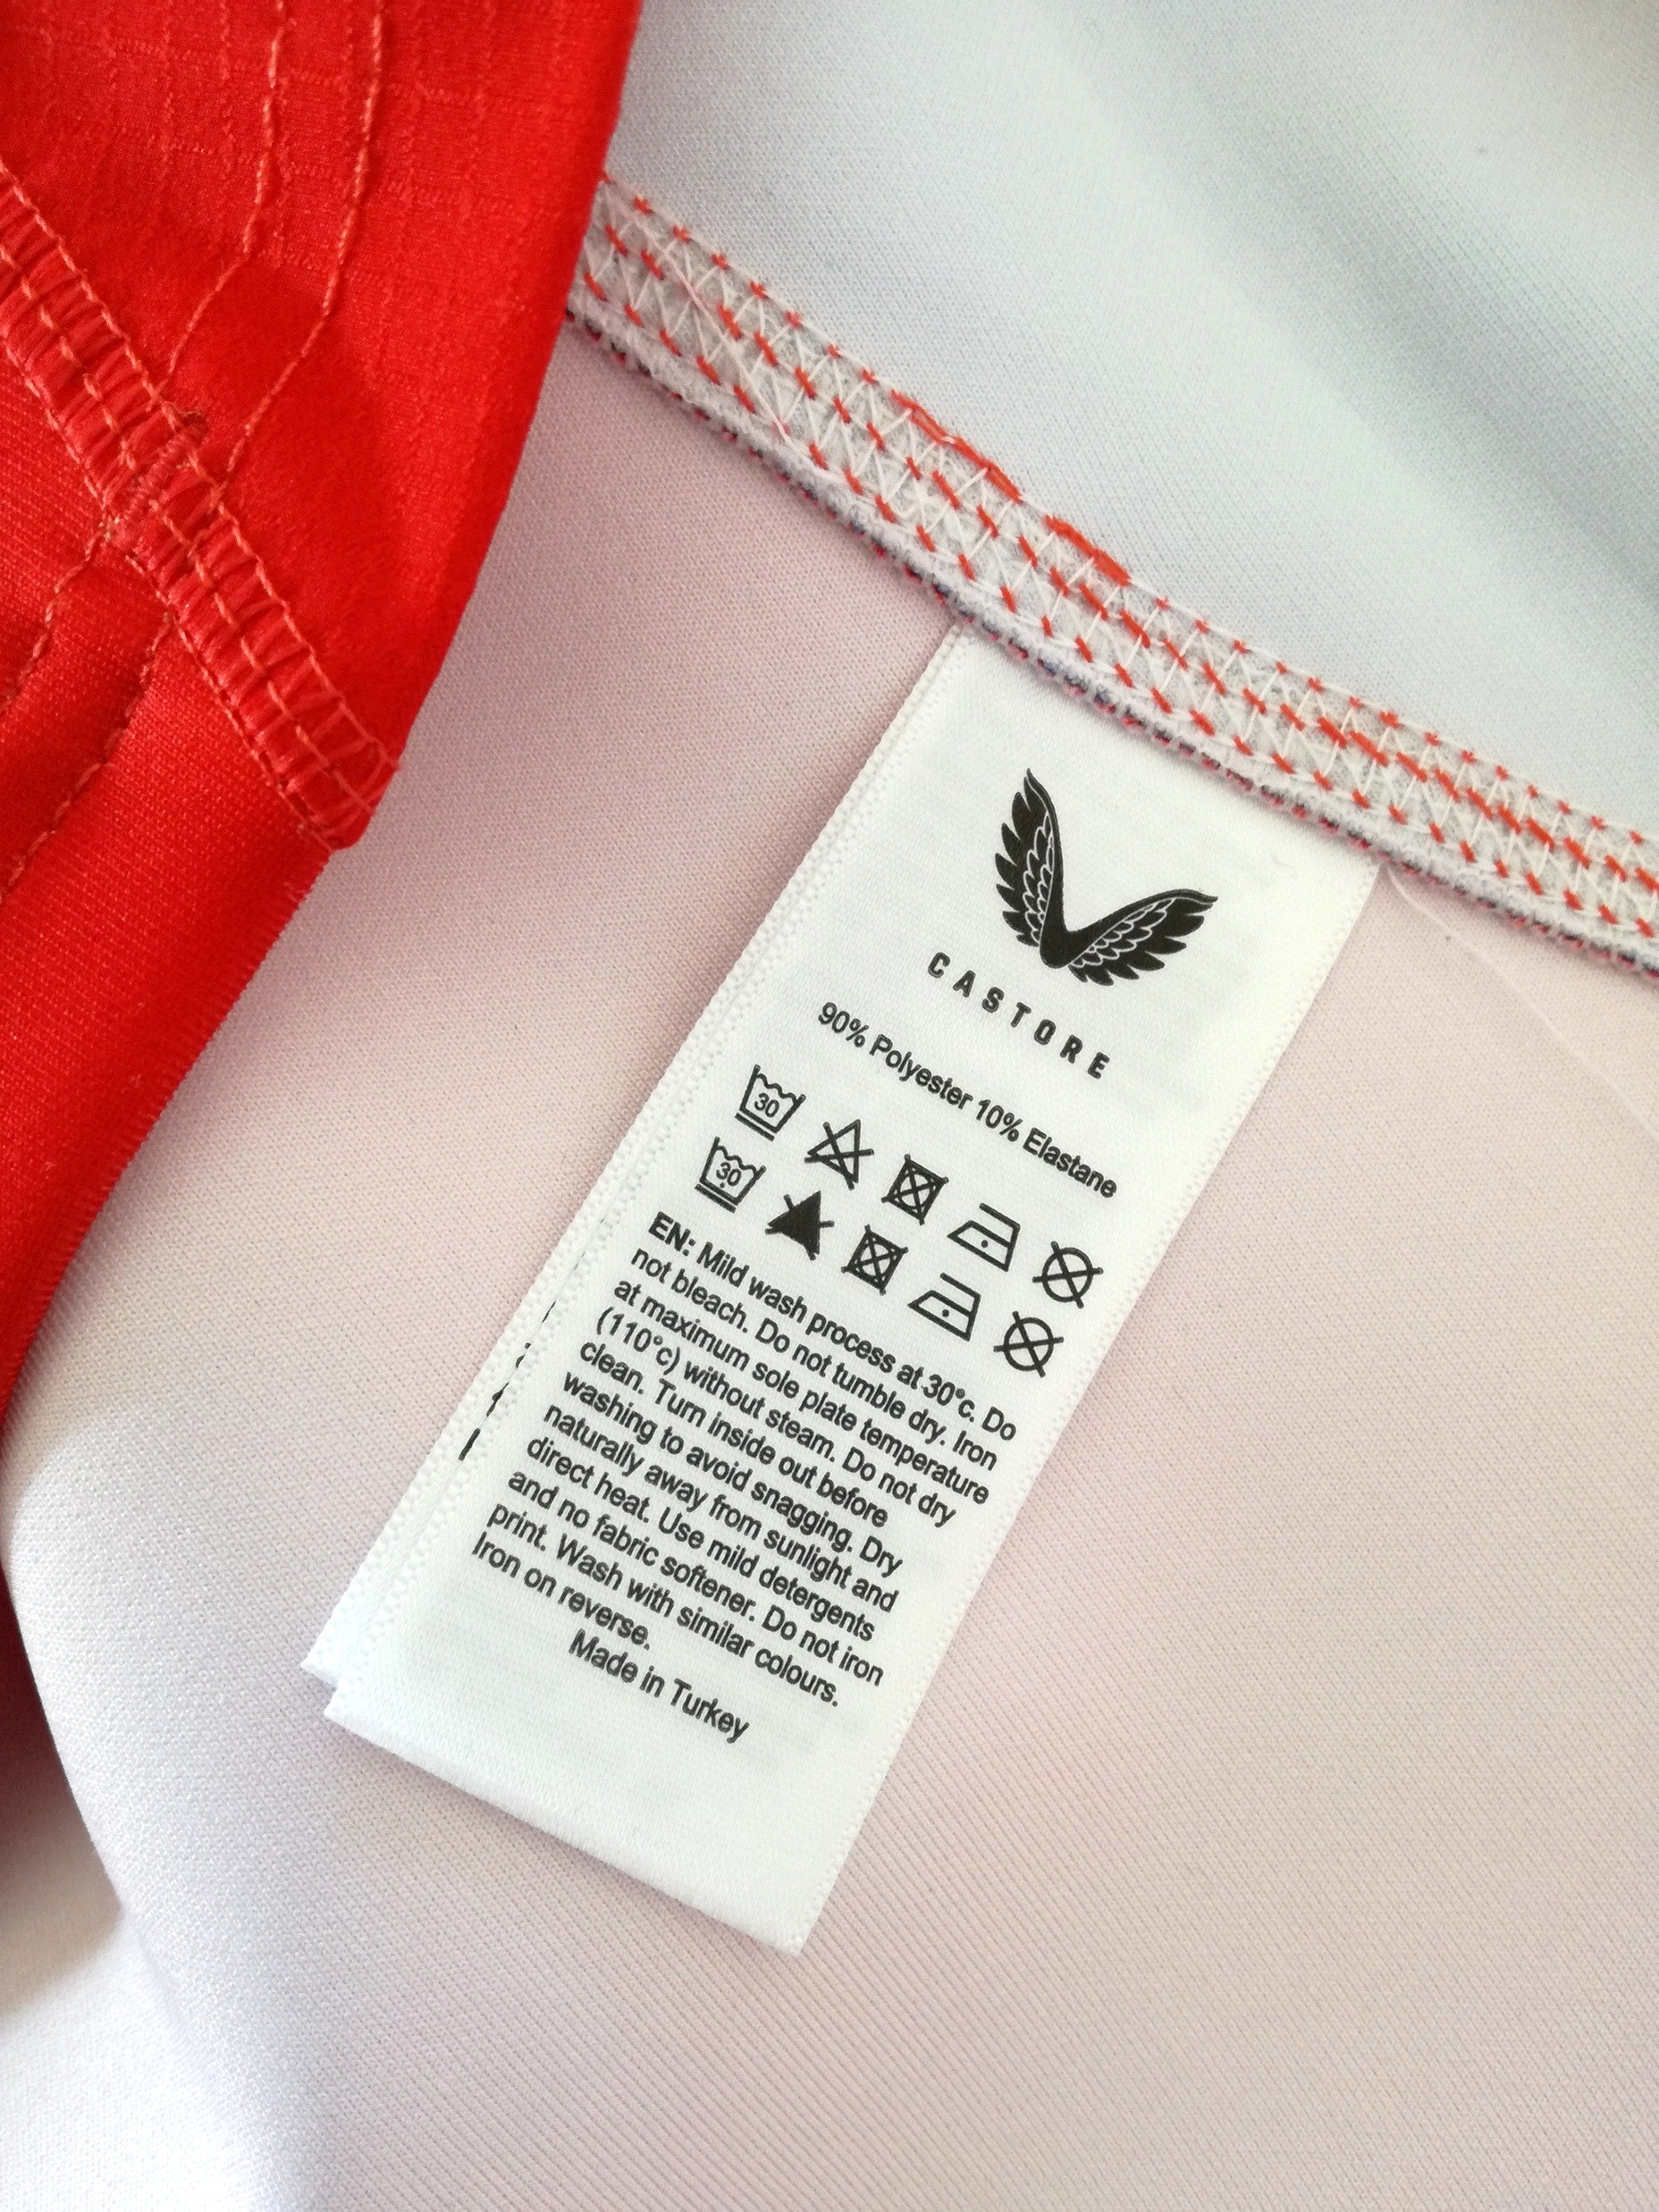 CASTORE
90% Polyester 10% Elastane
30
30
EN: Mild wash process at 30°c. Do
not bleach. Do not tumble dry. Iron
at maximum sole plate temperature
(110°c) without steam. Do not dry
clean. Turn inside out before
washing to avoid snagging. Dry
naturally away from sunlight and
direct heat. Use mild detergents
and no fabric softener. Do not iron
print. Wash with similar colours.
Iron on reverse.
Made in Turkey